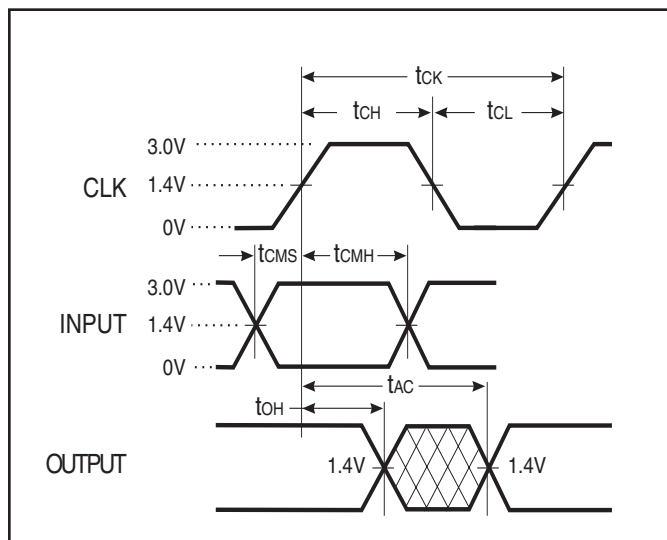 tCK
tCH tCL
3.0V
CLK 1.4V
0V
tCMS tCMH
3.0V
INPUT 1.4V
0V
tAC
tOH
OUTPUT 1.4V 1.4V